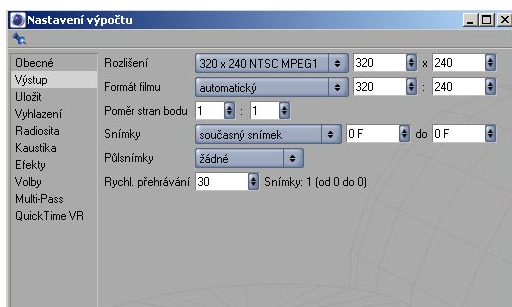 Nastavení výpočtu
Obecné
Výstup
Uložit
Vyhlazení
Radiosita
Kaustika
Efekty
Volby
Multi-Pass
QuickTime VR
Rozlišení 320 x 240 NTSC MPEG1 320 x 240
Formát filmu automatický 320 : 240
Poměr stran bodu 1 : 1
Snímky současný snímek 0 F do 0 F
Půlsnímky žádné
Rychl. přehrávání 30 Snímky: 1 (od 0 do 0)